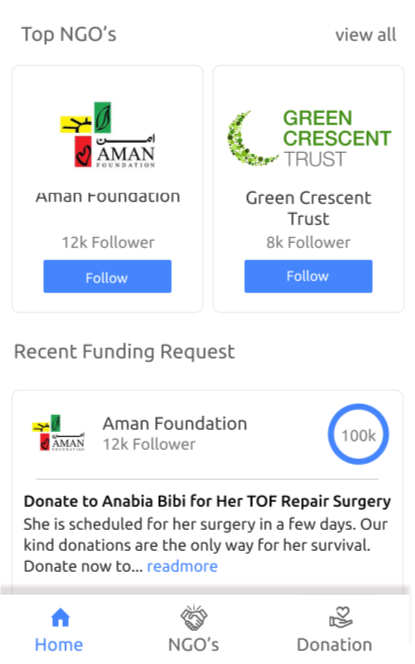 Top NGO's view all
امن
AMAN
FOUNDATION
Aman Foundation
12k Follower
Follow
GREEN
CRESCENT
TRUST
Green Crescent
Trust
8k Follower
Follow
Recent Funding Request
امن
AMAN
FOUNDATION
Aman Foundation
12k Follower
100k
Donate to Anabia Bibi for Her TOF Repair Surgery
She is scheduled for her surgery in a few days. Our
kind donations are the only way for her survival.
Donate now to... readmore
Home NGO's Donation